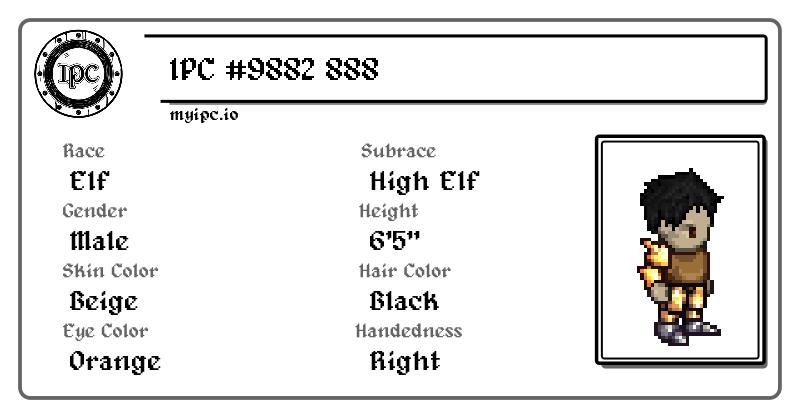 IPC
IPC #9882 888
myipc.io
Race
Elf
Subrace
High Elf
Gender
Male
Height
6'5"
Skin Color
Beige
Hair Color
Black
Eye Color
Orange
Handedness
Right